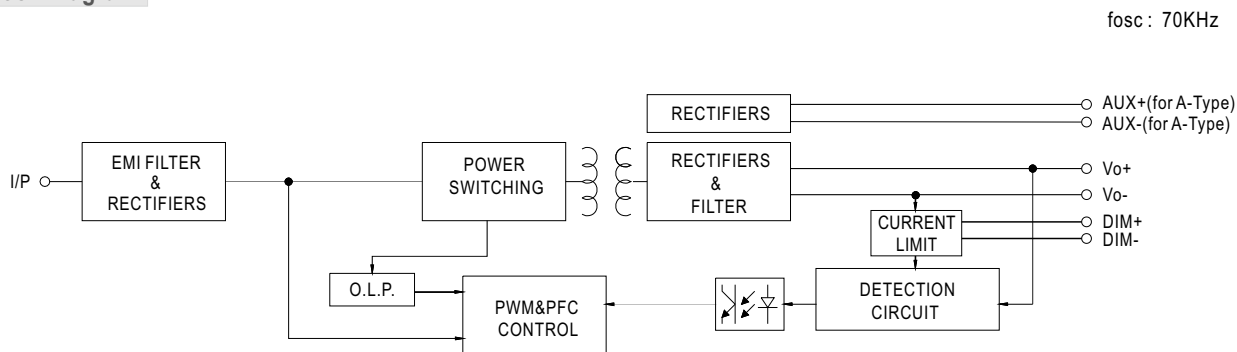 fosc : 70KHz
RECTIFIERS
AUX+(for A-Type)
AUX-(for A-Type)
I/P
EMI FILTER
&
RECTIFIERS
POWER
SWITCHING
RECTIFIERS
&
FILTER
Vo+
Vo-
DIM+
DIM-
CURRENT
LIMIT
O.L.P.
PWM&PFC
CONTROL
DETECTION
CIRCUIT